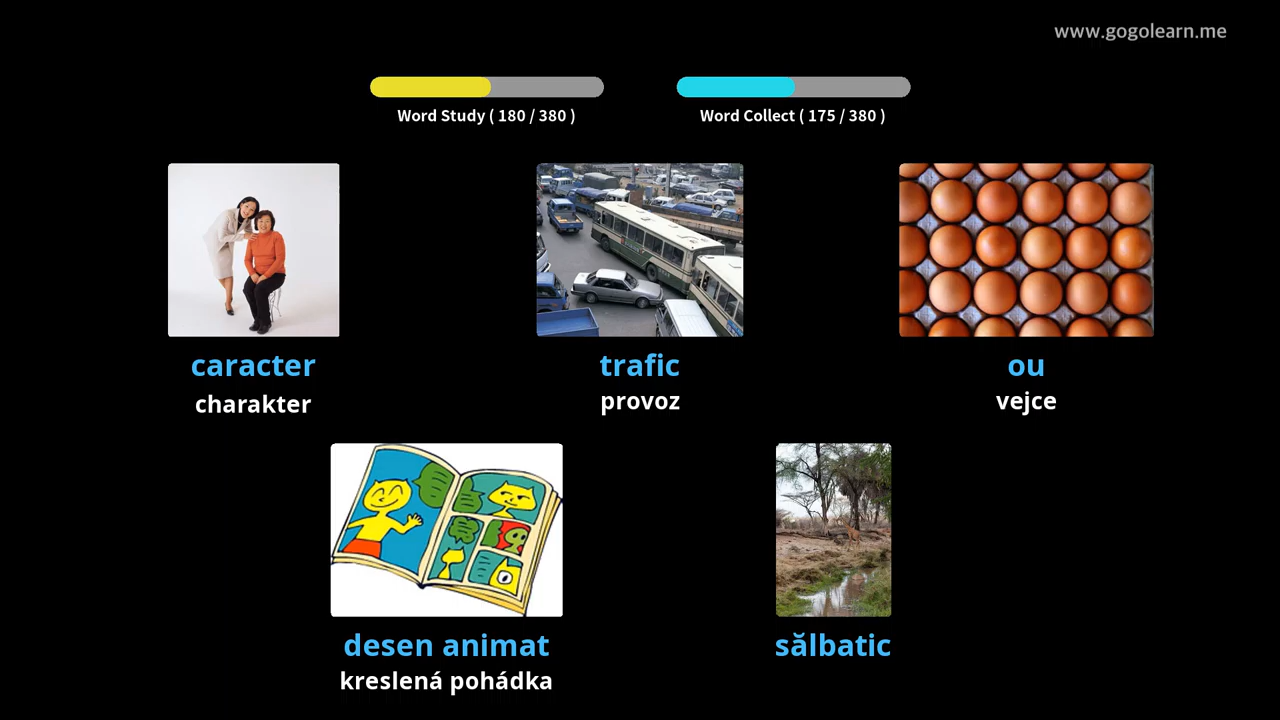 www.gogolearn.me
Word Study ( 180 / 380 )
Word Collect ( 175 / 380 )
caracter
charakter
trafic
provoz
ou
vejce
desen animat
kreslená pohádka
sălbatic